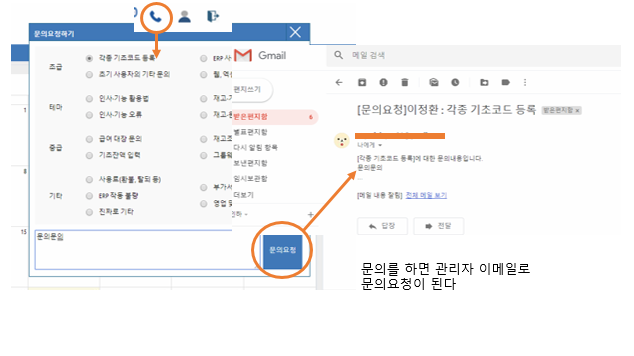 문의요청하기
초급
각종 기초코드 등록
ERP 사
초기 사용자의 기타 문의
테마
인사-기능 활용법
재고-
인사-기능 오류
재고-
중급
급여 대장 문의
재고조
기초잔액 입력
그룹웨
기타
사용료(환불, 탈퇴 등)
부가서
ERP 작동 불량
영업 및
진짜로 기타
1
8
15
문의문의
문의요청
Gmail
편지쓰기
받은편지함 6
별표편지함
다시 알림 항목
보낸편지함
임시보관함
더보기
메일 검색
[문의요청]이정환 : 각종 기초코드 등록 받은편지함 x
나에게
[각종 기초코드 등록]에 대한 문의내용입니다.
문의문의
...
[메일 내용 잘림] 전체 메일 보기
답장 전달
문의를 하면 관리자 이메일로
문의요청이 된다